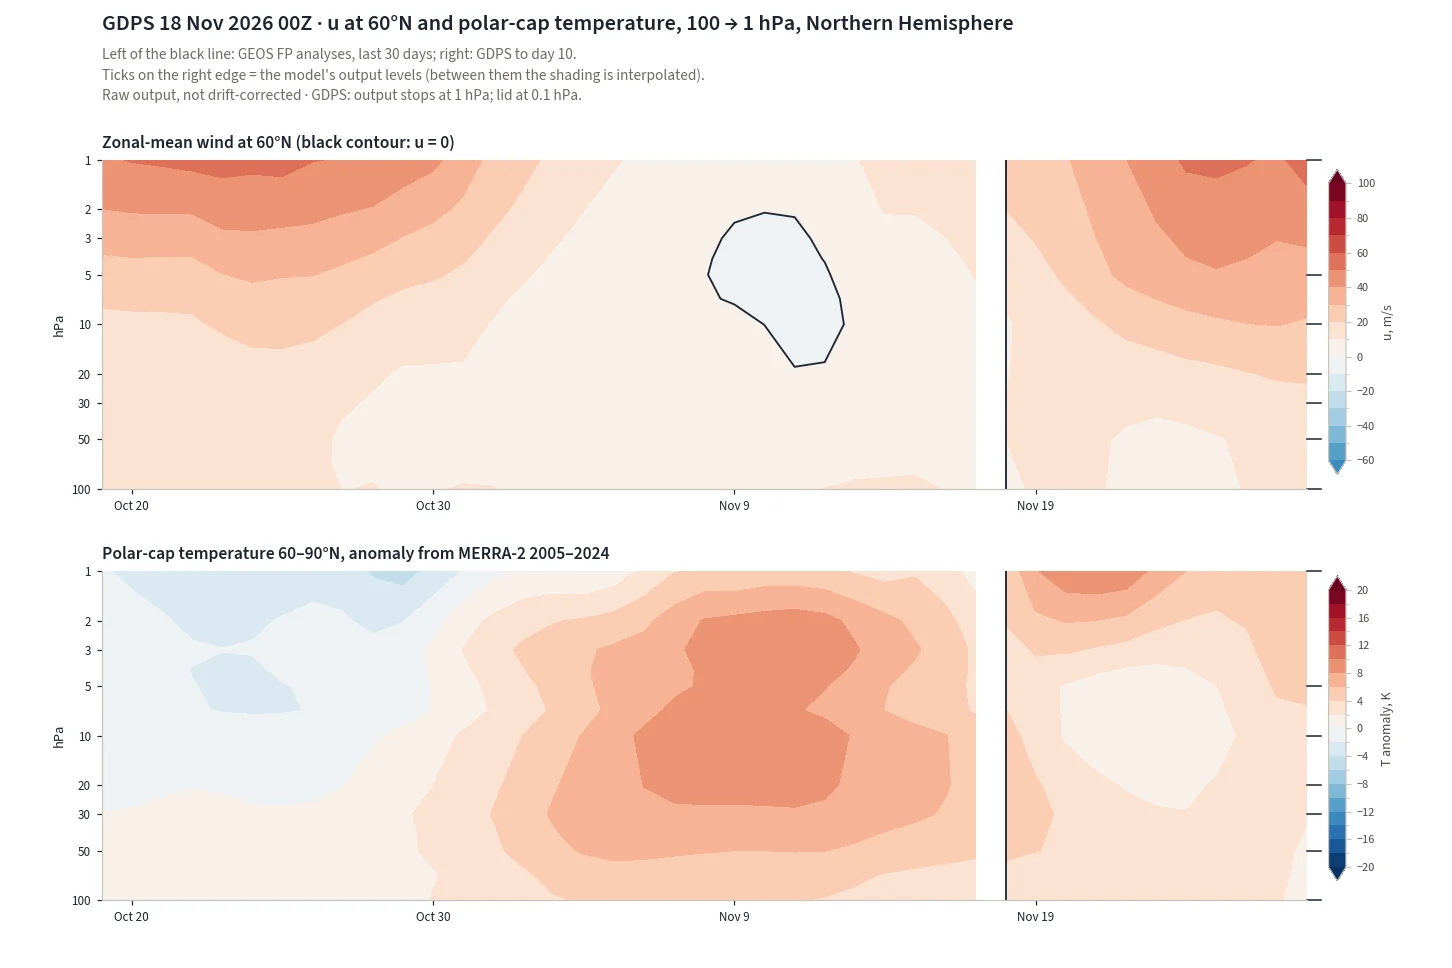 GDPS 18 Nov 2026 00Z · u at 60°N and polar-cap temperature, 100 → 1 hPa, Northern Hemisphere
Left of the black line: GEOS FP analyses, last 30 days; right: GDPS to day 10.
Ticks on the right edge = the model's output levels (between them the shading is interpolated).
Raw output, not drift-corrected · GDPS: output stops at 1 hPa; lid at 0.1 hPa.
Zonal-mean wind at 60°N (black contour: u = 0)
1
2
3
5
10
20
30
50
100
hPa
Oct 20
Oct 30
Nov 9
Nov 19
100
80
60
40
20
0
−20
−40
−60
u, m/s
Polar-cap temperature 60–90°N, anomaly from MERRA-2 2005–2024
1
2
3
5
10
20
30
50
100
hPa
Oct 20
Oct 30
Nov 9
Nov 19
20
16
12
8
4
0
−4
−8
−12
−16
−20
T anomaly, K